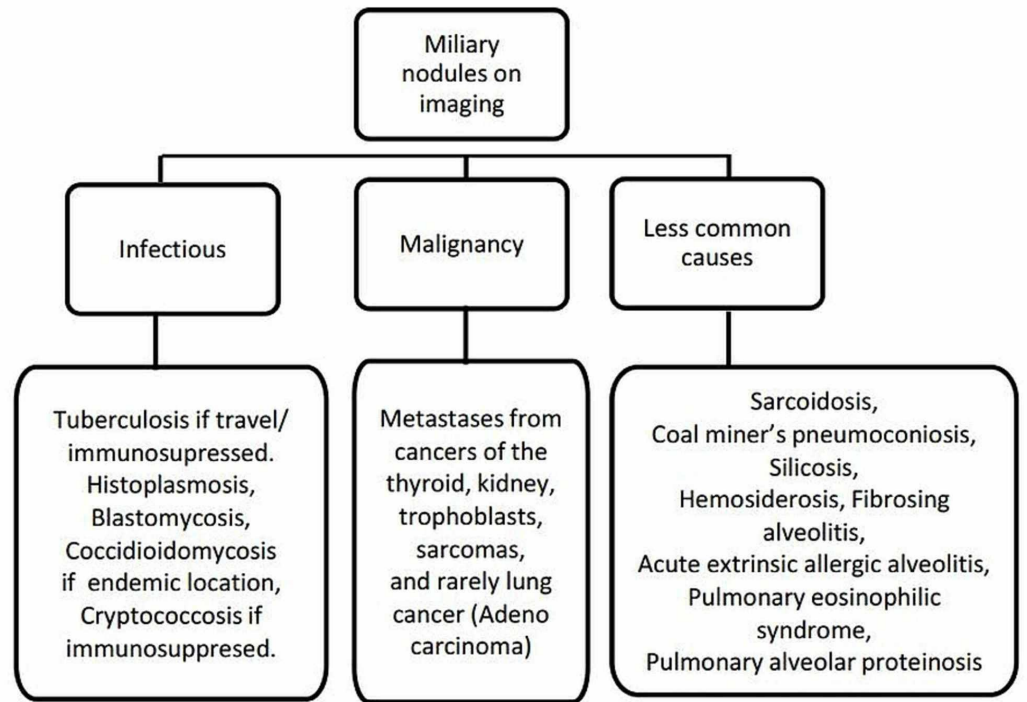 Miliary
nodules on
imaging
Infectious
Malignancy
Less common
causes
Tuberculosis if travel/
immunosupressed.
Histoplasmosis,
Blastomycosis,
Coccidioidomycosis
if endemic location,
Cryptococcosis if
immunosuppresed.
Metastases from
cancers of the
thyroid, kidney,
trophoblasts,
sarcomas,
and rarely lung
cancer (Adeno
carcinoma)
Sarcoidosis,
Coal miner’s pneumoconiosis,
Silicosis,
Hemosiderosis, Fibrosing
alveolitis,
Acute extrinsic allergic alveolitis,
Pulmonary eosinophilic
syndrome,
Pulmonary alveolar proteinosis